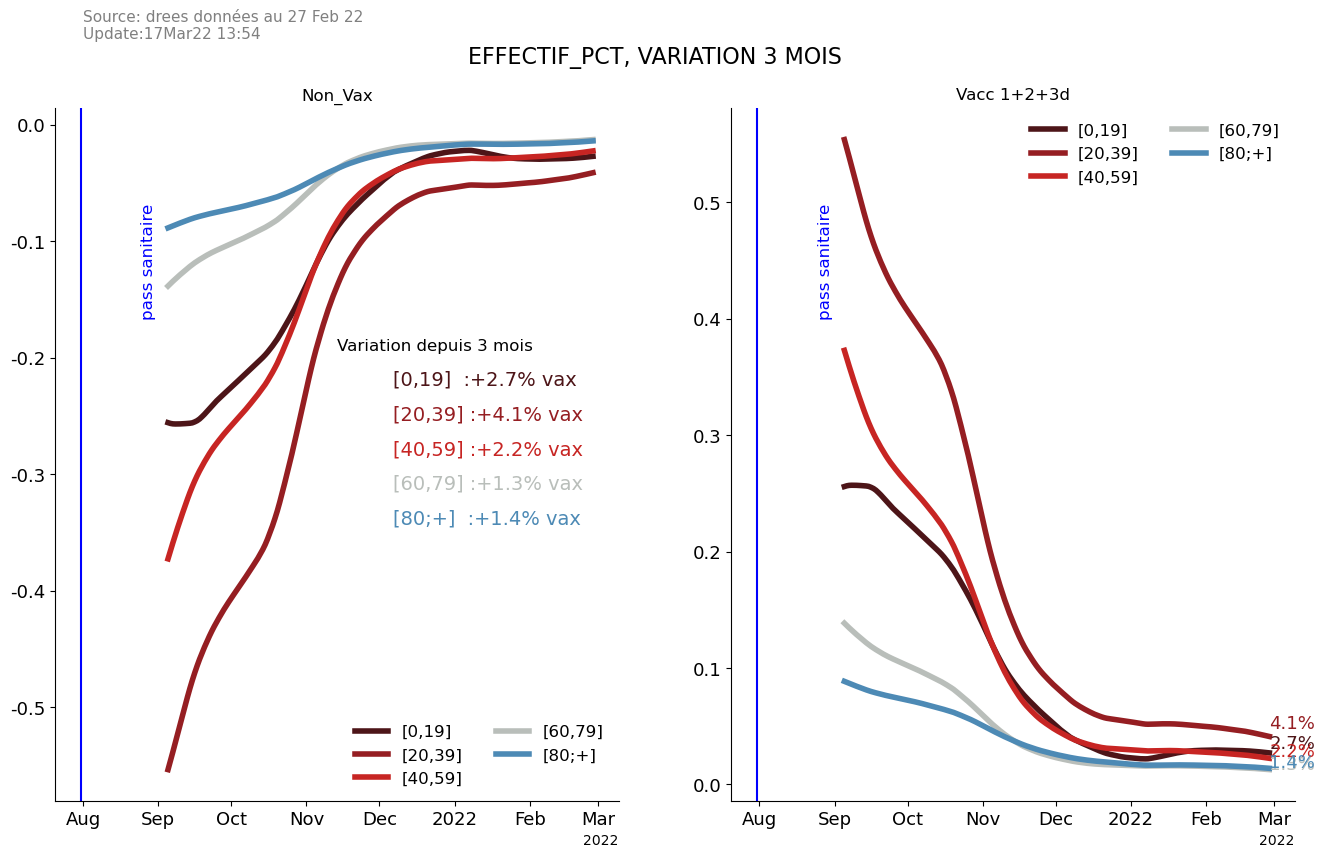 Source: drees données au 27 Feb 22
Update:17Mar22 13:54
EFFECTIF_PCT, VARIATION 3 MOIS
Non_Vax
0.0
-0.1
-0.2
-0.3
-0.4
-0.5
pass sanitaire
Variation depuis 3 mois
[0,19] :+2.7% vax
[20,39] :+4.1% vax
[40,59] :+2.2% vax
[60,79] :+1.3% vax
[80;+] :+1.4% vax
[0,19] [60,79]
[20,39] [80;+]
[40,59]
Aug Sep Oct Nov Dec 2022 Feb Mar
2022
Vacc 1+2+3d
[0,19] [60,79]
[20,39] [80;+]
[40,59]
0.5
0.4
0.3
0.2
0.1
0.0
pass sanitaire
4.1%
2.7%
2.2%
1.4%
1.3%
Aug Sep Oct Nov Dec 2022 Feb Mar
2022